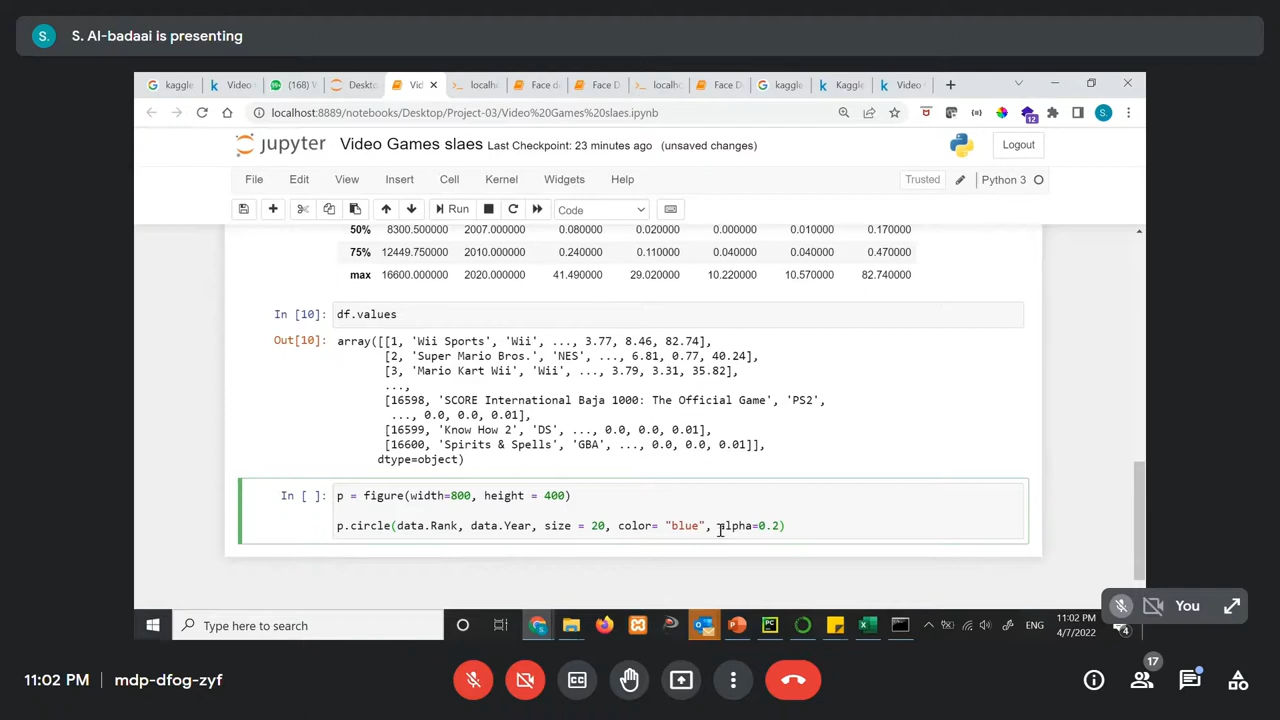 S. S. Al-badaai is presenting
kaggle Video (168) V Deskto Vid localho Face da Face D localho Face D kaggle Kaggl Video
localhost:8889/notebooks/Desktop/Project-03/Video%20Games%20slaes.ipynb 12 S
jupyter Video Games slaes Last Checkpoint: 23 minutes ago (unsaved changes) Logout
File Edit View Insert Cell Kernel Widgets Help Trusted Python 3
Run Code
50% 8300.500000 2007.000000 0.080000 0.020000 0.000000 0.010000 0.170000
75% 12449.750000 2010.000000 0.240000 0.110000 0.040000 0.040000 0.470000
max 16600.000000 2020.000000 41.490000 29.020000 10.220000 10.570000 82.740000
In [10]: df.values
Out[10]: array([[1, 'Wii Sports', 'Wii', ..., 3.77, 8.46, 82.74],
[2, 'Super Mario Bros.', 'NES', ..., 6.81, 0.77, 40.24],
[3, 'Mario Kart Wii', 'Wii', ..., 3.79, 3.31, 35.82],
...,
[16598, 'SCORE International Baja 1000: The Official Game', 'PS2',
..., 0.0, 0.0, 0.01],
[16599, 'Know How 2', 'DS', ..., 0.0, 0.0, 0.01],
[16600, 'Spirits & Spells', 'GBA', ..., 0.0, 0.0, 0.01]],
dtype=object)
In [ ]: p = figure(width=800, height = 400)
p.circle(data.Rank, data.Year, size = 20, color= "blue", alpha=0.2)
You
Type here to search ENG 11:02 PM
4/7/2022 4
11:02 PM mdp-dfog-zyf 17